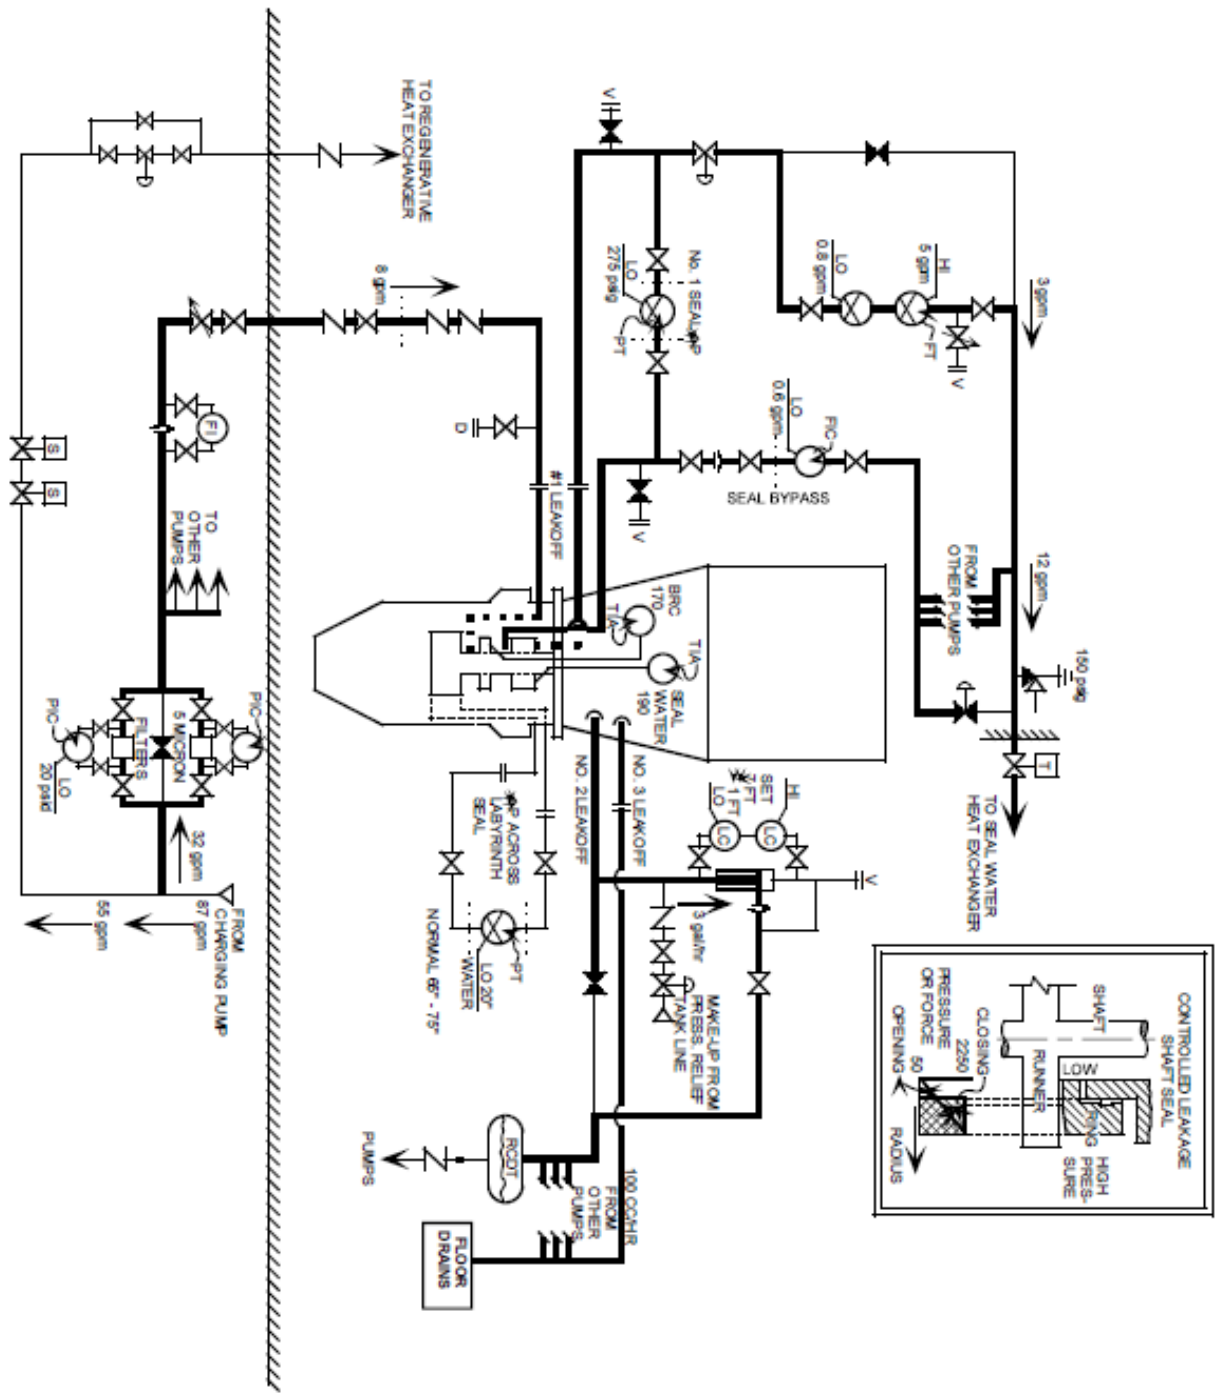 TO REGENERATIVE
HEAT EXCHANGER
V
LO
0.8 gpm
HI
5 gpm
FT
V
3 gpm
No. 1 SEAL P
LO
275 psig
PT
8 gpm
LO
0.6 gpm
FIC
SEAL BYPASS
D
#1 LEAKOFF
V
FI
S
S
TO
OTHER
PUMPS
FROM
OTHER PUMPS
12 gpm
150 psig
BRC
170
TIA
TIA
SEAL
WATER
190
T
TO SEAL WATER
HEAT EXCHANGER
PIC
5 MICRON
FILTERS
PIC
LO
20 psid
32 gpm
FROM
CHARGING PUMP
87 gpm
55 gpm
NO. 2 LEAKOFF
NO. 3 LEAKOFF
P ACROSS
LABYRINTH
SEAL
SET
FT
1 FT
LO
HI
LC
LC
V
3 gal/hr
PT
LO 20"
WATER
NORMAL 65" - 75"
MAKE-UP FROM
PRESS. RELIEF
TANK LINE
RCDT
PUMPS
FROM
OTHER
PUMPS
100 CC/HR
FLOOR
DRAINS
CONTROLLED LEAKAGE
SHAFT SEAL
SHAFT
RUNNER
LOW
RING
HIGH
PRES-
SURE
CLOSING
2250
PRESSURE
OR FORCE
50
OPENING
RADIUS